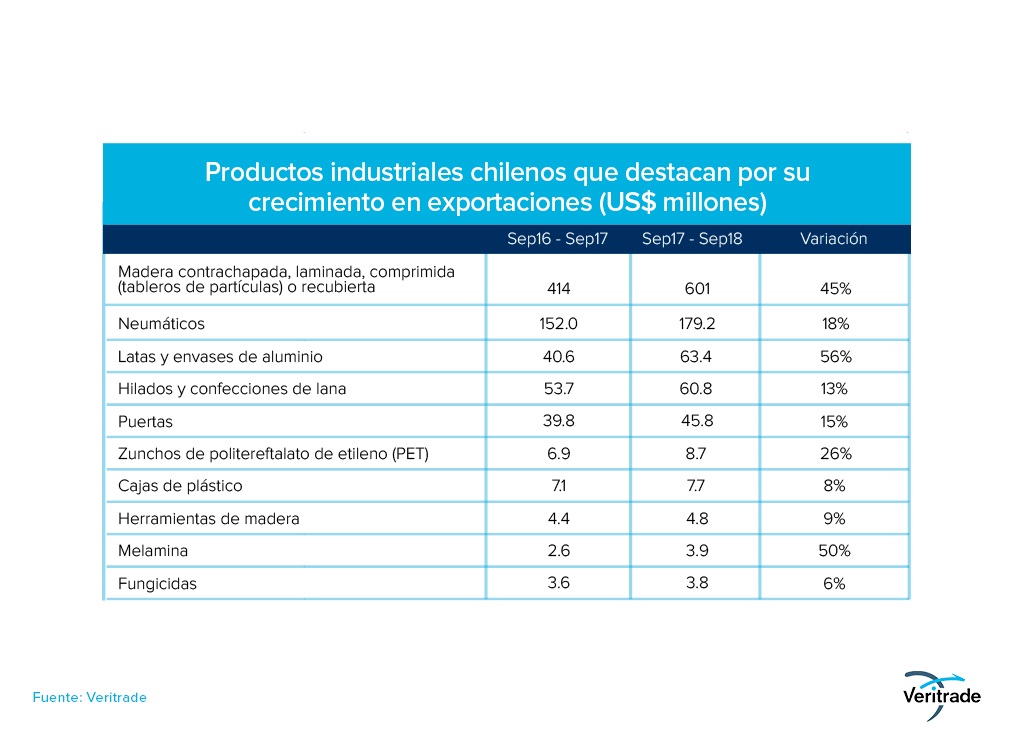 Productos industriales chilenos que destacan por su
crecimiento en exportaciones (US$ millones)
Sep16 - Sep17 Sep17 - Sep18 Variación
Madera contrachapada, laminada, comprimida
(tableros de partículas) o recubierta 414 601 45%
Neumáticos 152.0 179.2 18%
Latas y envases de aluminio 40.6 63.4 56%
Hilados y confecciones de lana 53.7 60.8 13%
Puertas 39.8 45.8 15%
Zunchos de politereftalato de etileno (PET) 6.9 8.7 26%
Cajas de plástico 7.1 7.7 8%
Herramientas de madera 4.4 4.8 9%
Melamina 2.6 3.9 50%
Fungicidas 3.6 3.8 6%
Fuente: Veritrade
Veritrade